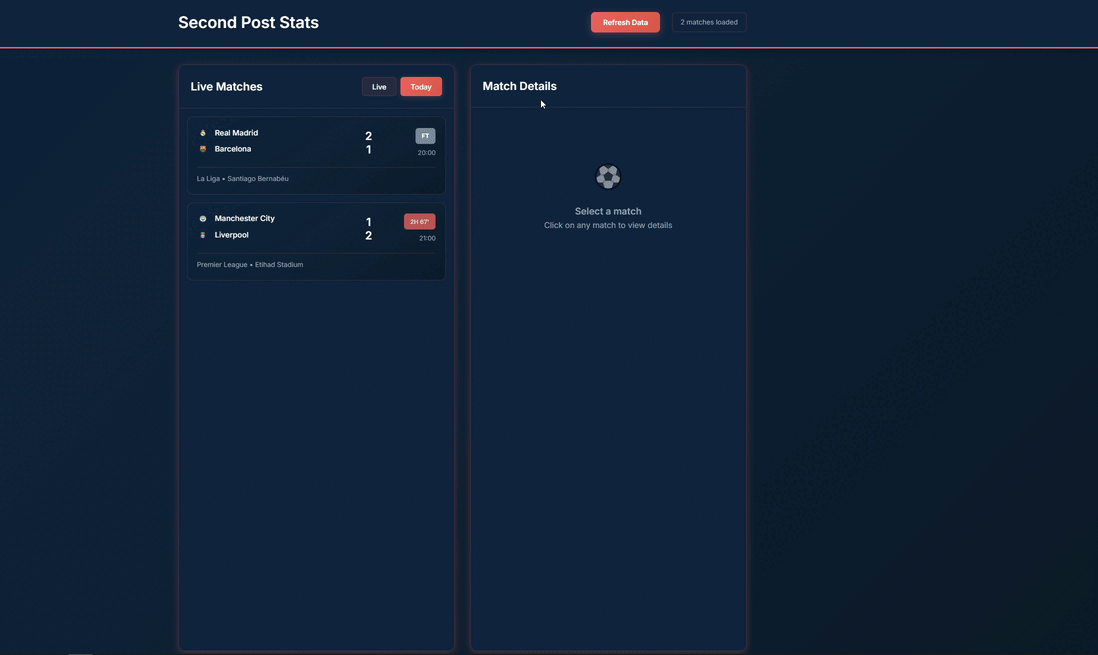 Second Post Stats
Refresh Data
2 matches loaded
Live Matches
Live
Today
Real Madrid
2
FT
Barcelona
1
20:00
La Liga • Santiago Bernabéu
Manchester City
1
2H 67'
Liverpool
2
21:00
Premier League • Etihad Stadium
Match Details
Select a match
Click on any match to view details